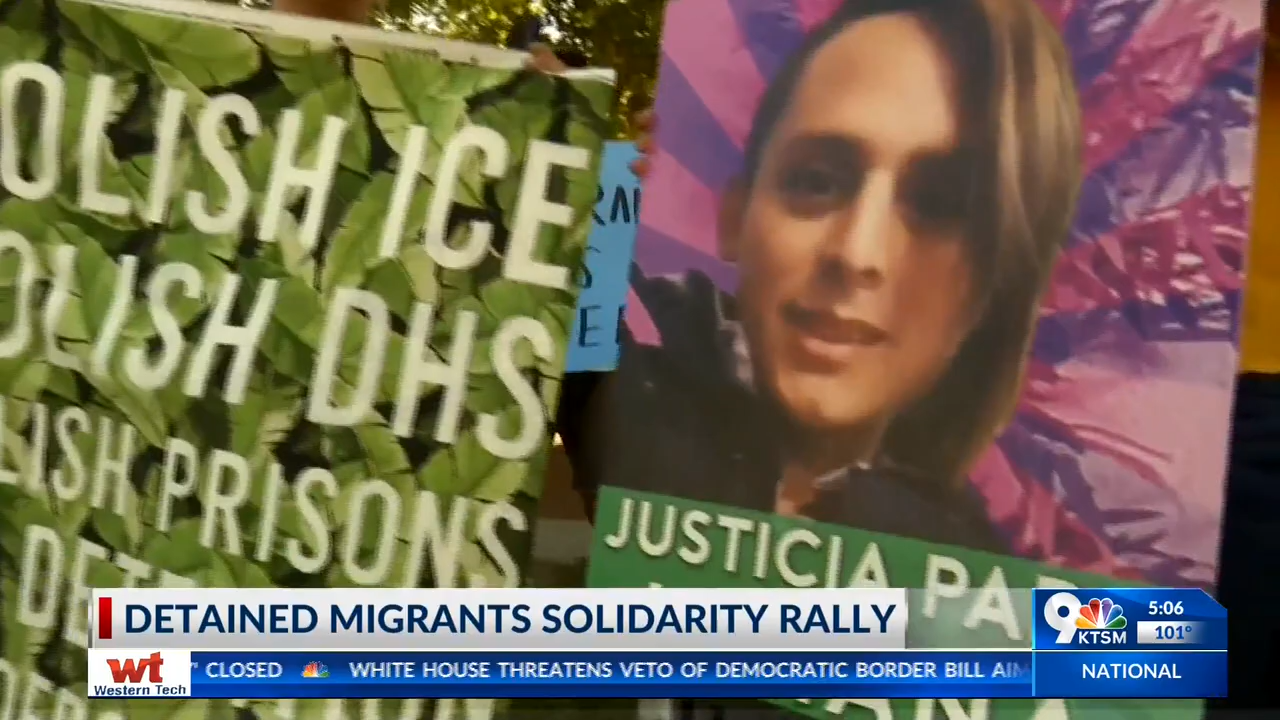 OLISH ICE
OLISH DHS
LISH PRISONS
JUSTICIA PA
DETAINED MIGRANTS SOLIDARITY RALLY
9
KTSM
5:06
101°
NATIONAL
wt
Western Tech
CLOSED
WHITE HOUSE THREATENS VETO OF DEMOCRATIC BORDER BILL AIM